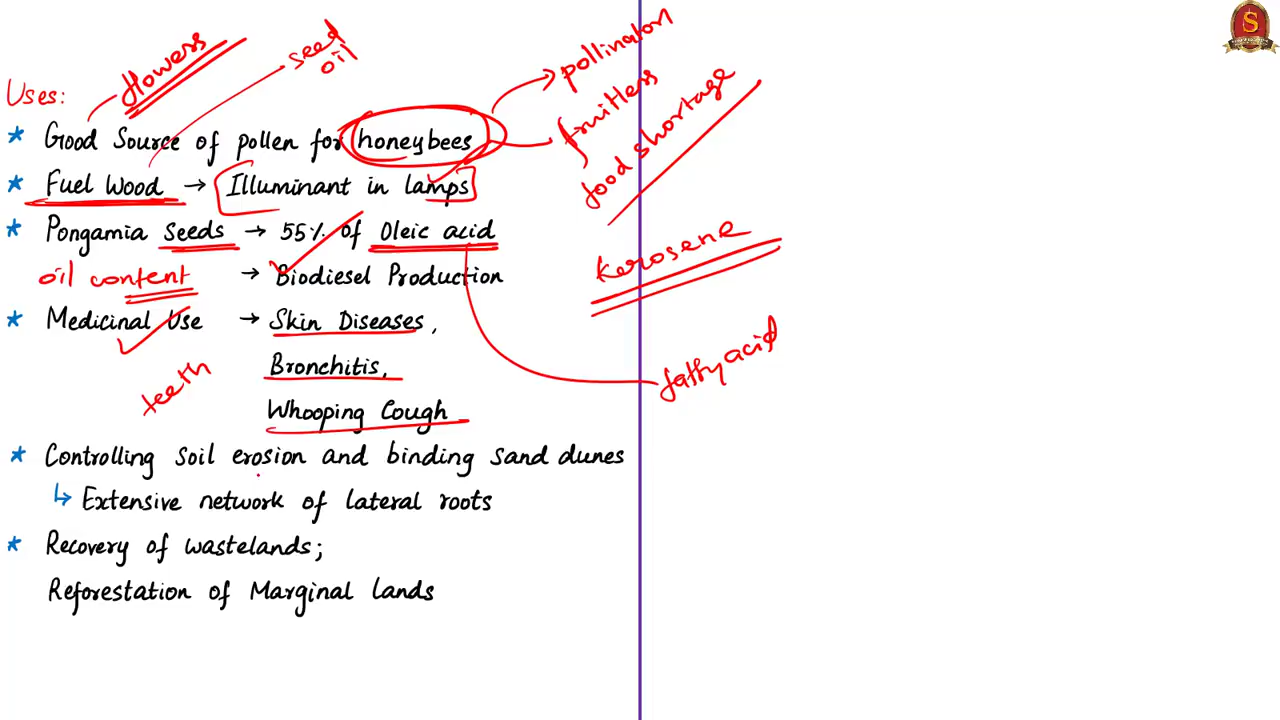 flowers
seed
oil
pollinator
Uses:
fruitless
food shortage
* Good Source of pollen for honeybees
* Fuel Wood → Illuminant in lamps
* Pongamia Seeds → 55% of Oleic acid
Kerosene
oil content → Biodiesel Production
* Medicinal Use → Skin Diseases,
Bronchitis,
fatty acid
teeth
Whooping Cough
* Controlling soil erosion and binding sand dunes
↳ Extensive network of lateral roots
* Recovery of wastelands;
Reforestation of Marginal lands
S